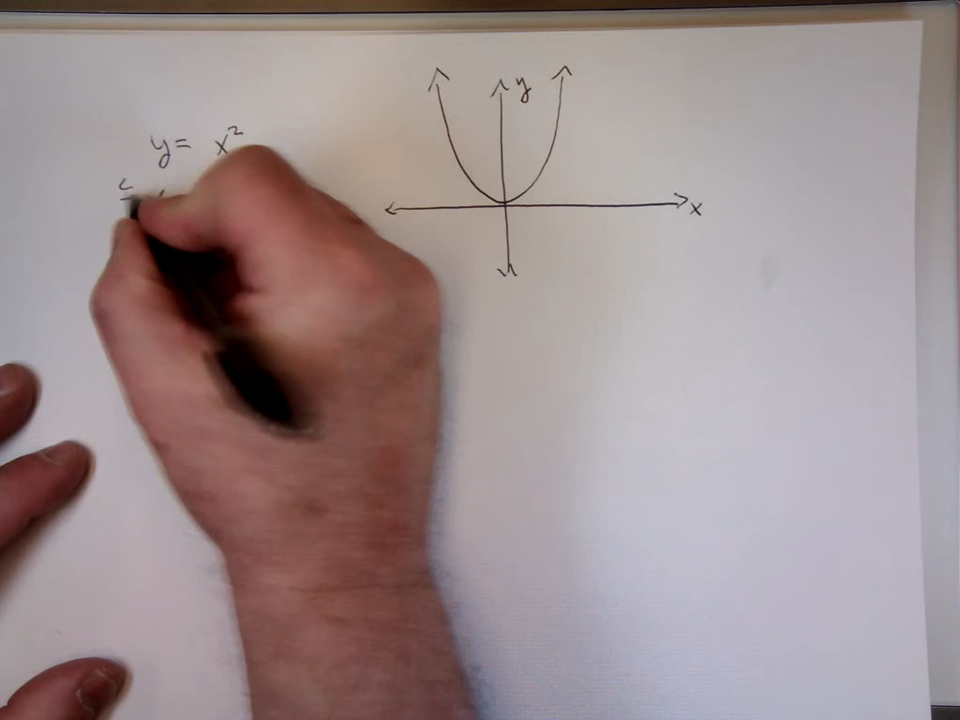 y = x²
y
x